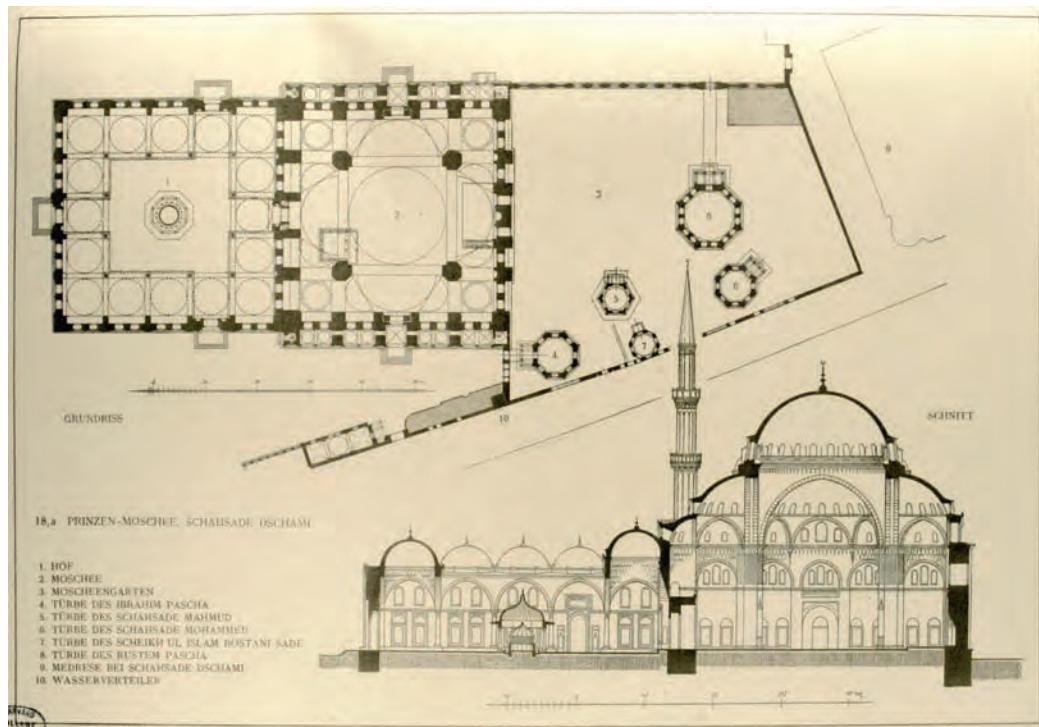 GRUNDRISS
10
SCHNITT
18,a PRINZEN-MOSCHEE, SCHAHSADE DSCHAMI
1. HOF
2. MOSCHEE
3. MOSCHEENGARTEN
4. TÜRBE DES IBRAHIM PASCHA
5. TÜRBE DES SCHAHSADE MAHMUD
6. TÜRBE DES SCHAHSADE MOHAMMED
7. TÜRBE DES SCHEIKH UL ISLAM BOSTANI SADE
8. TÜRBE DES RUSTEM PASCHA
9. MEDRESE BEI SCHAHSADE DSCHAMI
10. WASSERVERTEILER